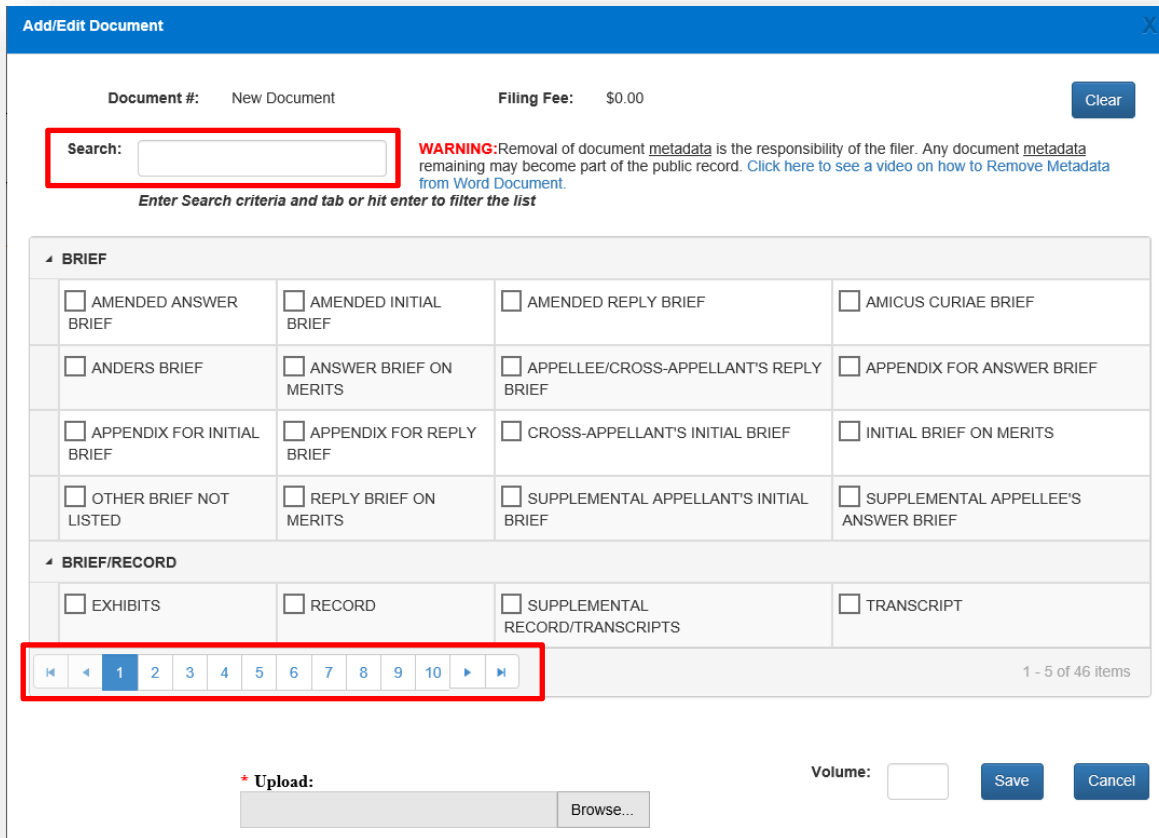 Add/Edit Document X
Document #: New Document Filing Fee: $0.00 Clear
Search: WARNING:Removal of document metadata is the responsibility of the filer. Any document metadata
remaining may become part of the public record. Click here to see a video on how to Remove Metadata
from Word Document.
Enter Search criteria and tab or hit enter to filter the list
BRIEF
AMENDED ANSWER BRIEF
AMENDED INITIAL BRIEF
AMENDED REPLY BRIEF
AMICUS CURIAE BRIEF
ANDERS BRIEF
ANSWER BRIEF ON MERITS
APPELLEE/CROSS-APPELLANT'S REPLY BRIEF
APPENDIX FOR ANSWER BRIEF
APPENDIX FOR INITIAL BRIEF
APPENDIX FOR REPLY BRIEF
CROSS-APPELLANT'S INITIAL BRIEF
INITIAL BRIEF ON MERITS
OTHER BRIEF NOT LISTED
REPLY BRIEF ON MERITS
SUPPLEMENTAL APPELLANT'S INITIAL BRIEF
SUPPLEMENTAL APPELLEE'S ANSWER BRIEF
BRIEF/RECORD
EXHIBITS
RECORD
SUPPLEMENTAL RECORD/TRANSCRIPTS
TRANSCRIPT
1 2 3 4 5 6 7 8 9 10 1 - 5 of 46 items
* Upload: Browse...
Volume: Save Cancel